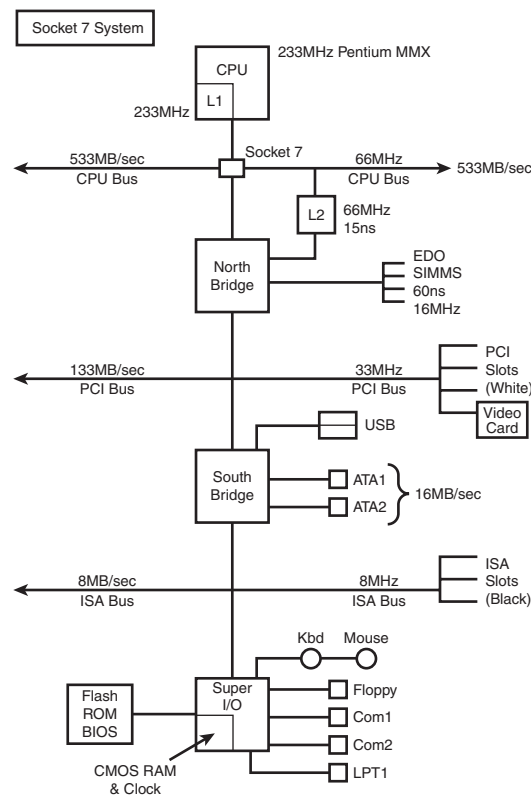 Socket 7 System
233MHz Pentium MMX
CPU
L1
233MHz
Socket 7
533MB/sec
CPU Bus
66MHz
CPU Bus
533MB/sec
L2
66MHz
15ns
North
Bridge
EDO
SIMMS
60ns
16MHz
133MB/sec
PCI Bus
33MHz
PCI Bus
PCI
Slots
(White)
Video
Card
USB
South
Bridge
ATA1
ATA2
16MB/sec
8MB/sec
ISA Bus
8MHz
ISA Bus
ISA
Slots
(Black)
Kbd
Mouse
Super
I/O
Flash
ROM
BIOS
Floppy
Com1
Com2
LPT1
CMOS RAM
& Clock